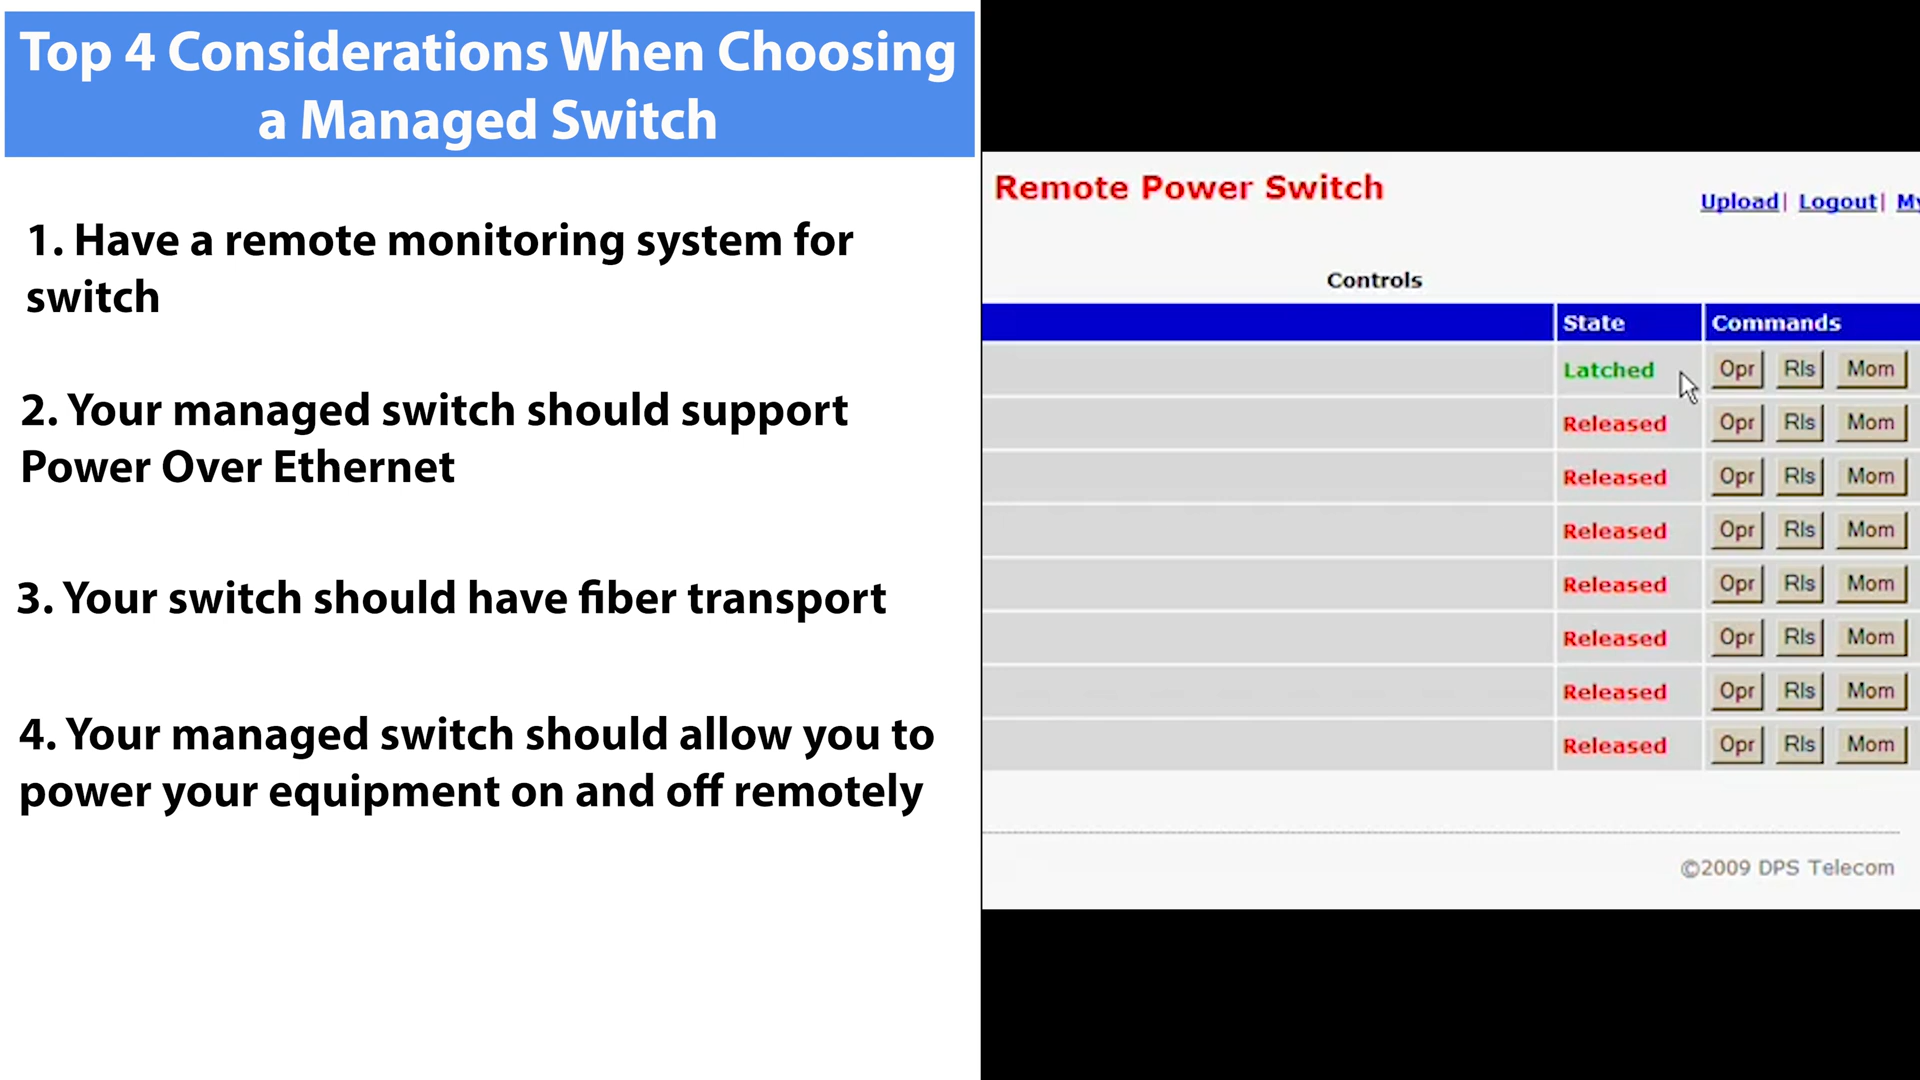 Top 4 Considerations When Choosing
a Managed Switch
1. Have a remote monitoring system for
switch
2. Your managed switch should support
Power Over Ethernet
3. Your switch should have fiber transport
4. Your managed switch should allow you to
power your equipment on and off remotely
Remote Power Switch
Upload| Logout| My
Controls
State Commands
Latched Opr Rls Mom
Released Opr Rls Mom
Released Opr Rls Mom
Released Opr Rls Mom
Released Opr Rls Mom
Released Opr Rls Mom
Released Opr Rls Mom
Released Opr Rls Mom
©2009 DPS Telecom